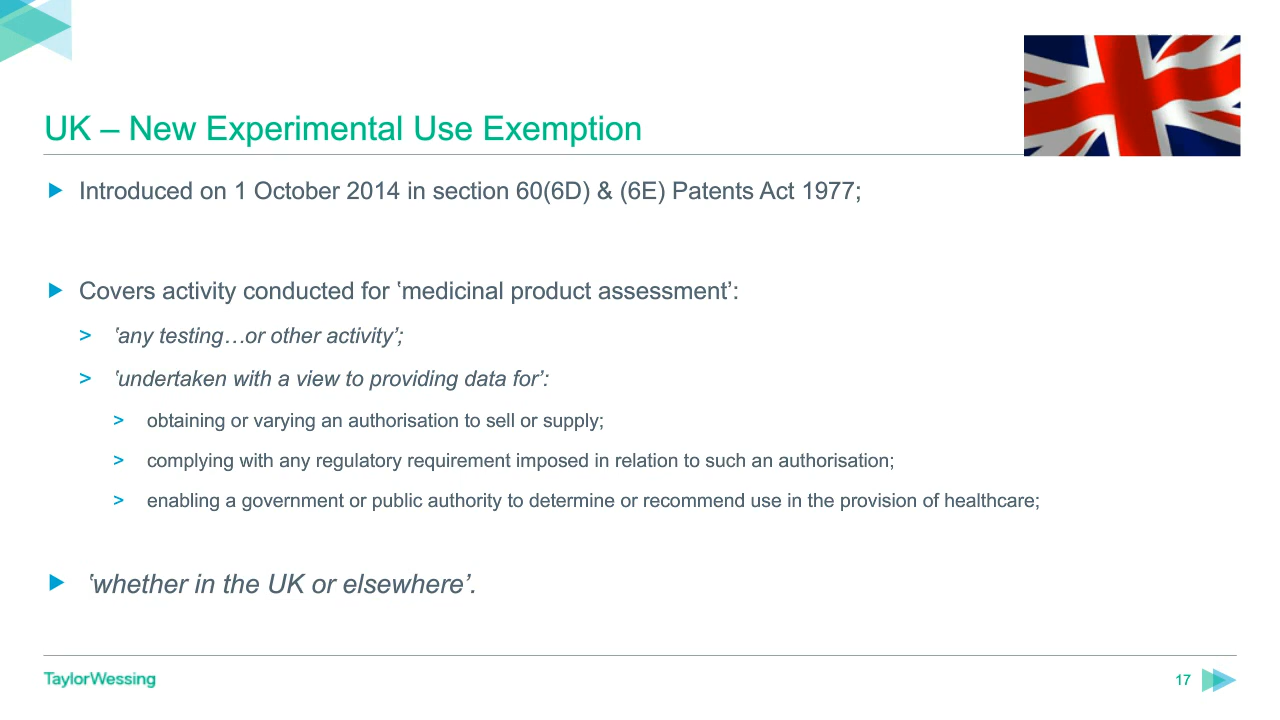 UK – New Experimental Use Exemption
Introduced on 1 October 2014 in section 60(6D) & (6E) Patents Act 1977;
Covers activity conducted for ‛medicinal product assessment’:
> ‛any testing…or other activity’;
> ‛undertaken with a view to providing data for’:
> obtaining or varying an authorisation to sell or supply;
> complying with any regulatory requirement imposed in relation to such an authorisation;
> enabling a government or public authority to determine or recommend use in the provision of healthcare;
‛whether in the UK or elsewhere’.
TaylorWessing
17